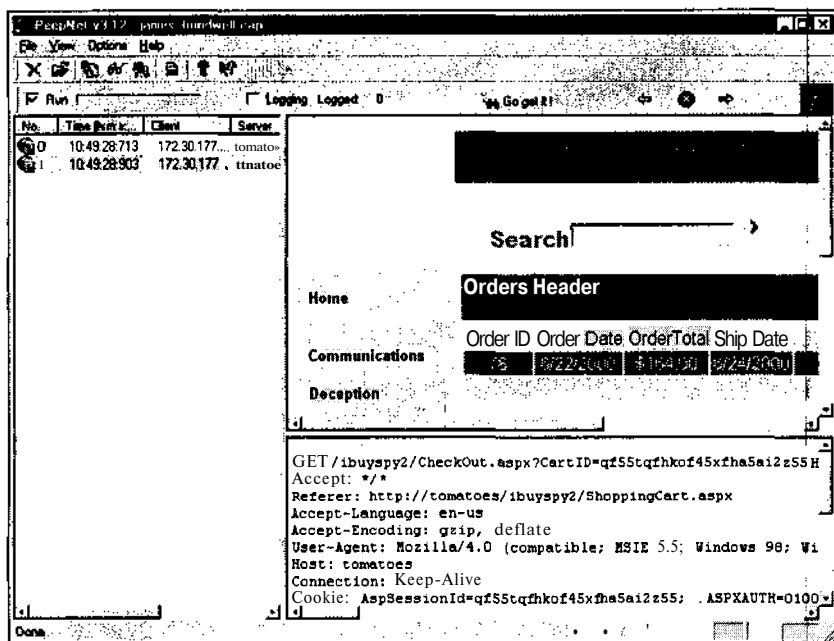 PeepNet v3.12 - james_bundwell.cap
File View Options Help
Run Logging Logged: 0 Go get it!
No. Client Server
0 10:49:28:713 172.30.177.... tomato»
1 10:49:28:903 172.30.177 . ttnatoe
Search
Home
Orders Header
Order ID Order Date OrderTotal Ship Date
Communications
Deception
GET /ibuyspy2/CheckOut.aspx?CartID=qf55tqfhkof45xfha5ai2z55 H
Accept: */*
Referer: http://tomatoes/ibuyspy2/ShoppingCart.aspx
Accept-Language: en-us
Accept-Encoding: gzip, deflate
User-Agent: Mozilla/4.0 (compatible; MSIE 5.5; Windows 98; Wi
Host: tomatoes
Connection: Keep-Alive
Cookie: AspSessionId=qf55tqfhkof45xfha5ai2z55; .ASPXAUTH=0100
Done